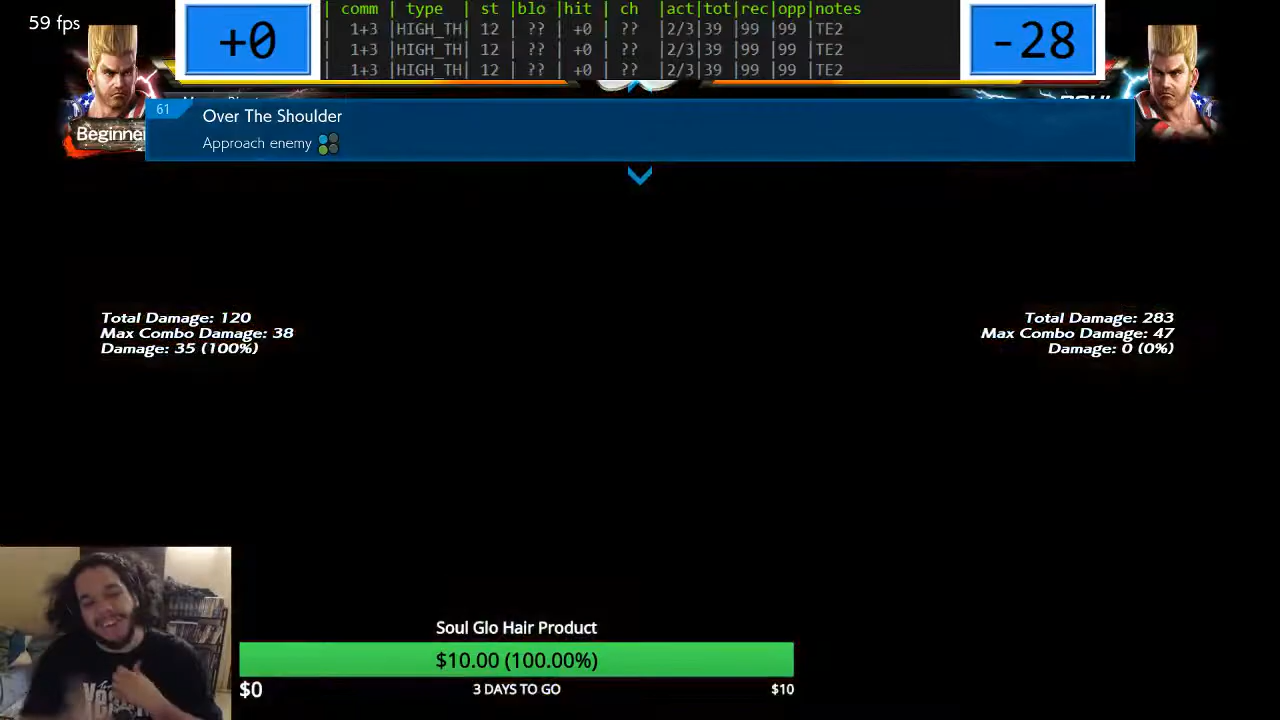 59 fps
+0
| comm | type | st |blo |hit | ch |act|tot|rec|opp|notes
| 1+3 |HIGH_TH| 12 | ?? | +0 | ?? |2/3|39 |99 |99 |TE2
| 1+3 |HIGH_TH| 12 | ?? | +0 | ?? |2/3|39 |99 |99 |TE2
| 1+3 |HIGH_TH| 12 | ?? | +0 | ?? |2/3|39 |99 |99 |TE2
-28
Beginner
61
Over The Shoulder
Approach enemy
Total Damage: 120
Max Combo Damage: 38
Damage: 35 (100%)
Total Damage: 283
Max Combo Damage: 47
Damage: 0 (0%)
Soul Glo Hair Product
$10.00 (100.00%)
$0
3 DAYS TO GO
$10